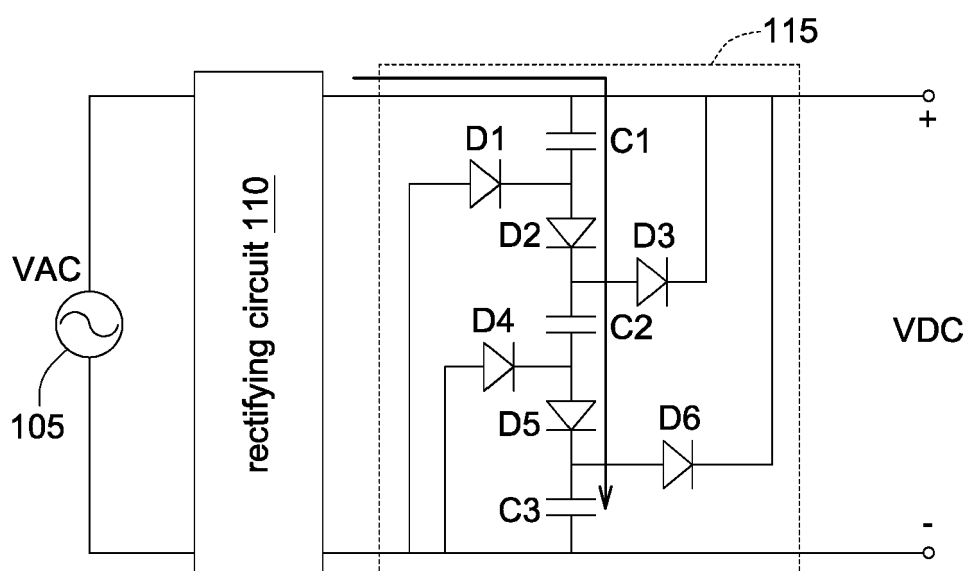 115
+
D1
C1
rectifying circuit 110
D2
D3
VAC
D4
C2
VDC
105
D5
D6
C3
-